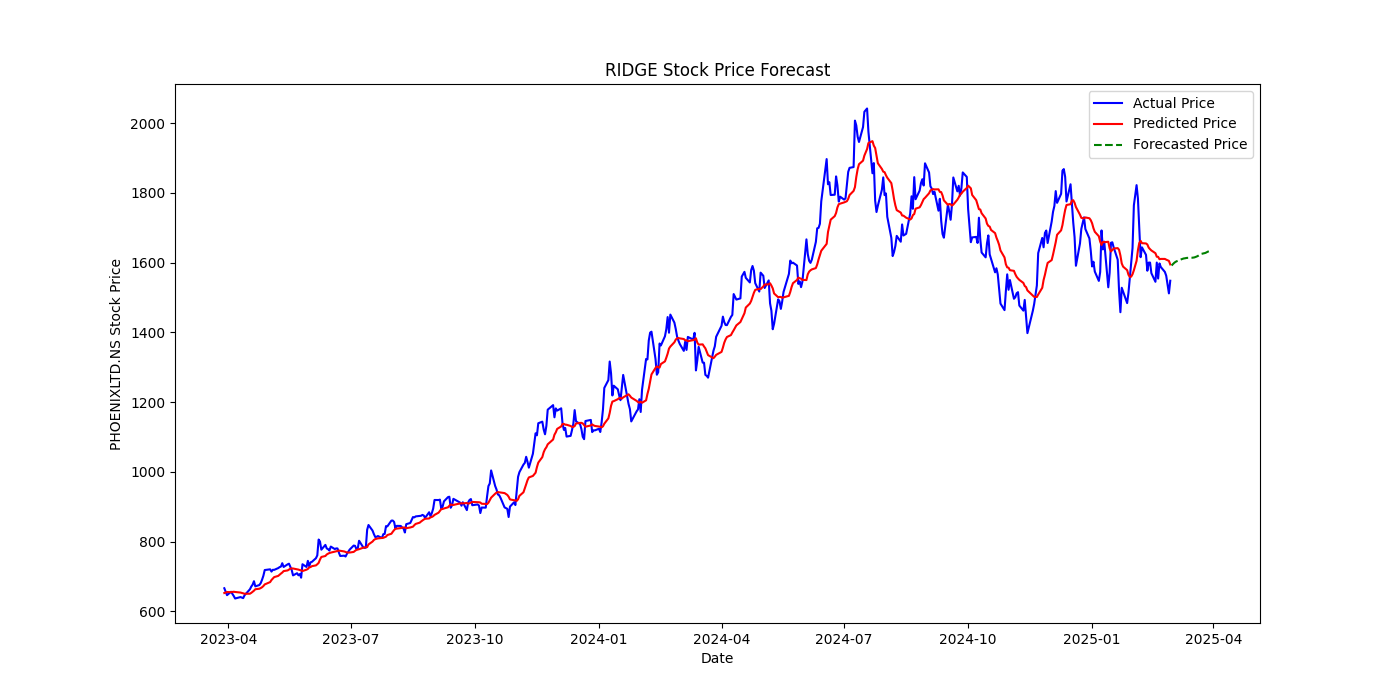 RIDGE Stock Price Forecast
Actual Price
Predicted Price
Forecasted Price
PHOENIXLTD.NS Stock Price
2000
1800
1600
1400
1200
1000
800
600
2023-04 2023-07 2023-10 2024-01 2024-04 2024-07 2024-10 2025-01 2025-04
Date